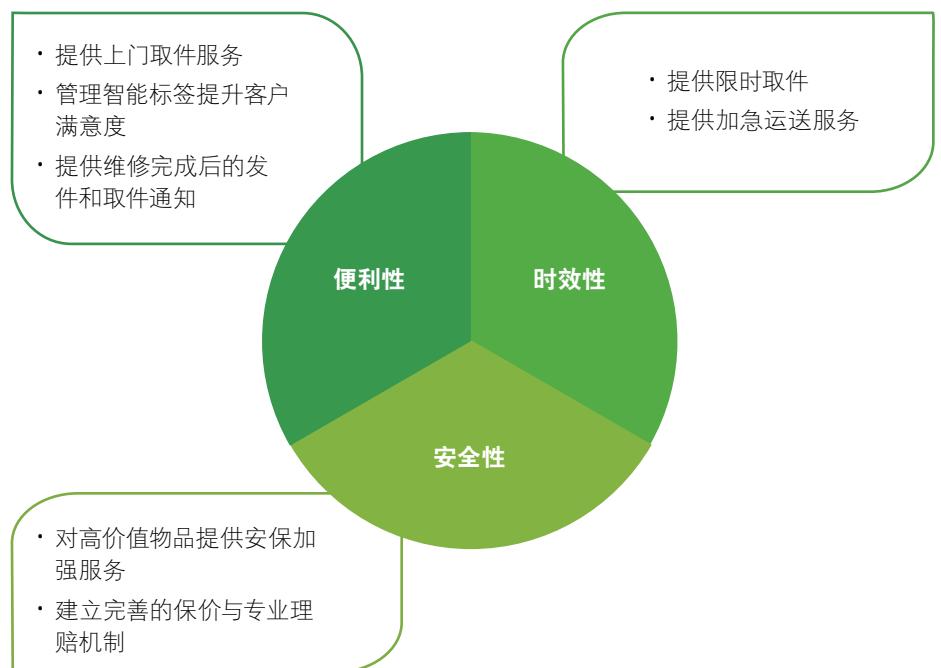 · 提供上门取件服务
· 管理智能标签提升客户
满意度
· 提供维修完成后的发
件和取件通知
· 提供限时取件
· 提供加急运送服务
便利性
时效性
安全性
· 对高价值物品提供安保加
强服务
· 建立完善的保价与专业理
赔机制